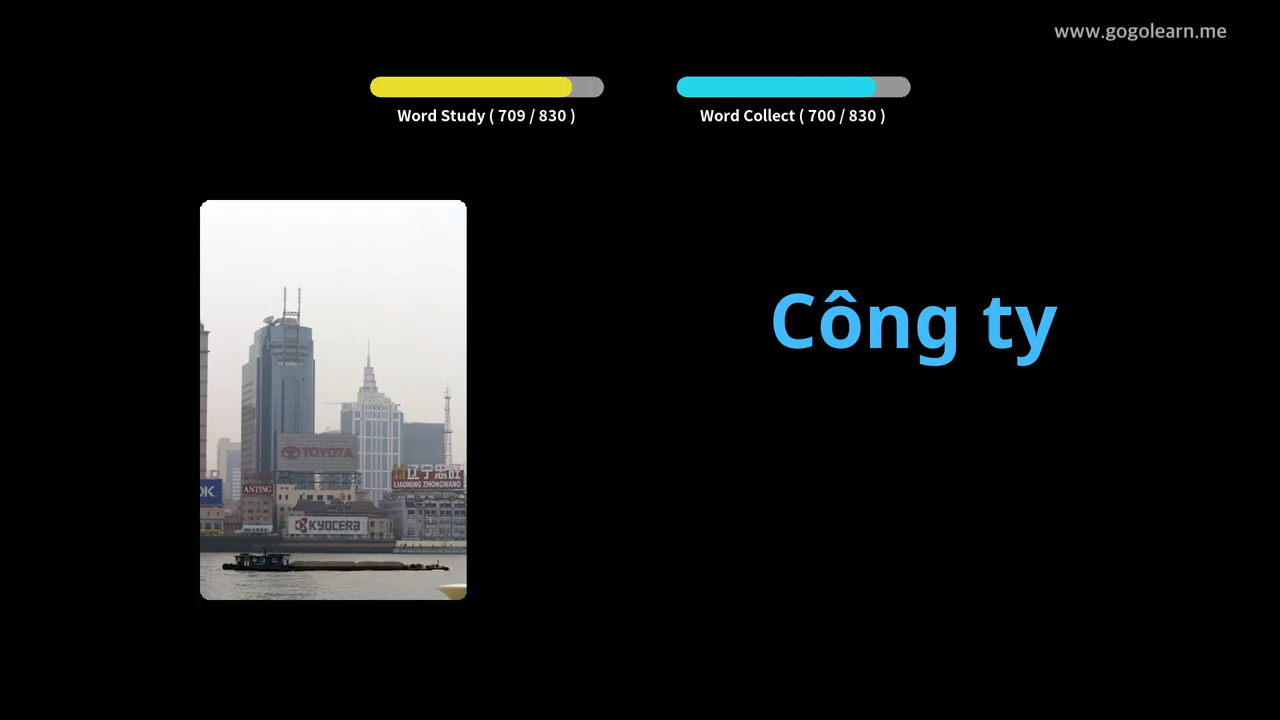 www.gogolearn.me
Word Study ( 709 / 830 )
Word Collect ( 700 / 830 )
Công ty
TOYOTA
辽宁忠旺
LIAONING ZHONGWANG
OK
ANTING
KYOCERA